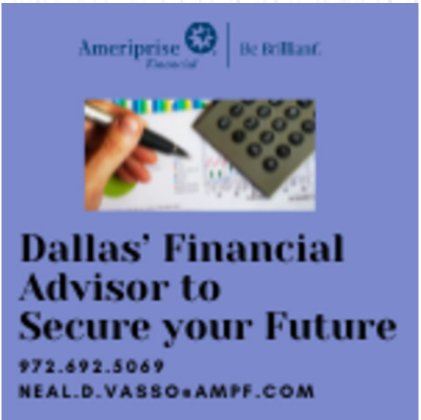 Ameriprise Financial | Be Brilliant.
Dallas' Financial
Advisor to
Secure your Future
972.692.5069
NEAL.D.VASSO@AMPF.COM